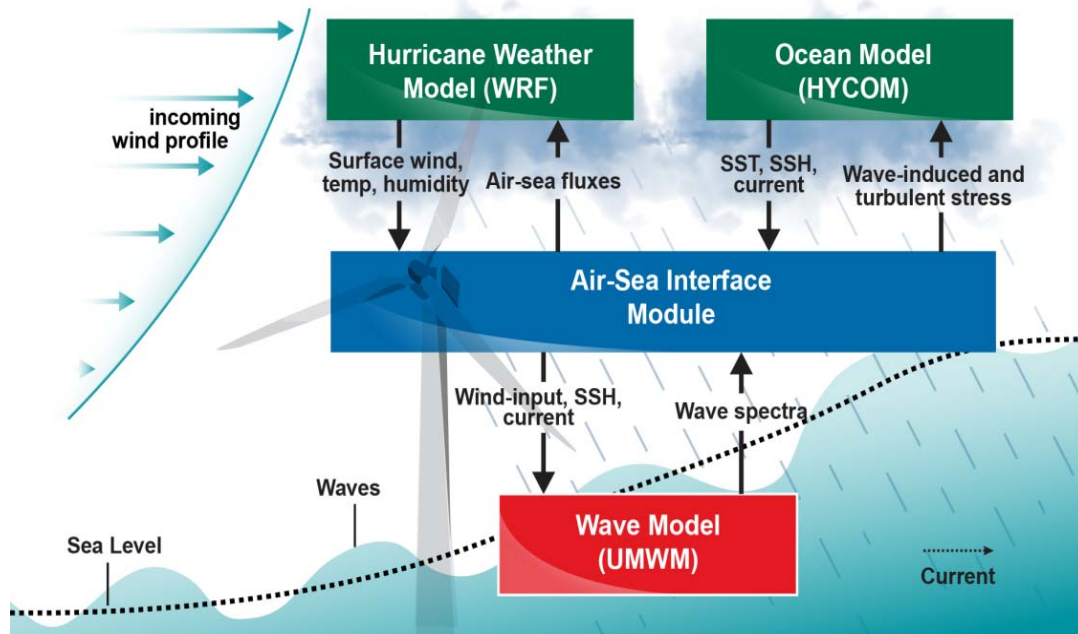 Hurricane Weather
Model (WRF)
Ocean Model
(HYCOM)
incoming
wind profile
Surface wind,
temp, humidity
Air-sea fluxes
SST, SSH,
current
Wave-induced and
turbulent stress
Air-Sea Interface
Module
Wind-input, SSH,
current
Wave spectra
Waves
Sea Level
Wave Model
(UMWM)
Current